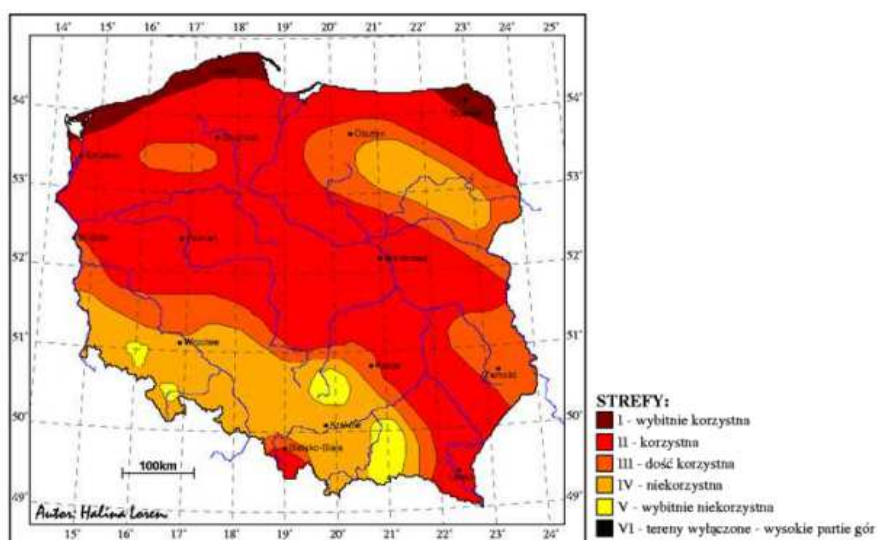 14° 15° 16° 17° 18° 19° 20° 21° 22° 23° 24°
54° 54°
53° 53°
52° 52°
51° 51°
50° 50°
49° 49°
Olsztyn
Poznań
Warszawa
Wrocław
Kielce
Zamość
Kraków
Bielsko-Biała
100km
Autor: Halina Lorenc
15° 16° 17° 18° 19° 20° 21° 22° 23° 24°
STREFY:
I - wybitnie korzystna
II - korzystna
III - dość korzystna
IV - niekorzystna
V - wybitnie niekorzystna
VI - tereny wyłączone - wysokie partie gór